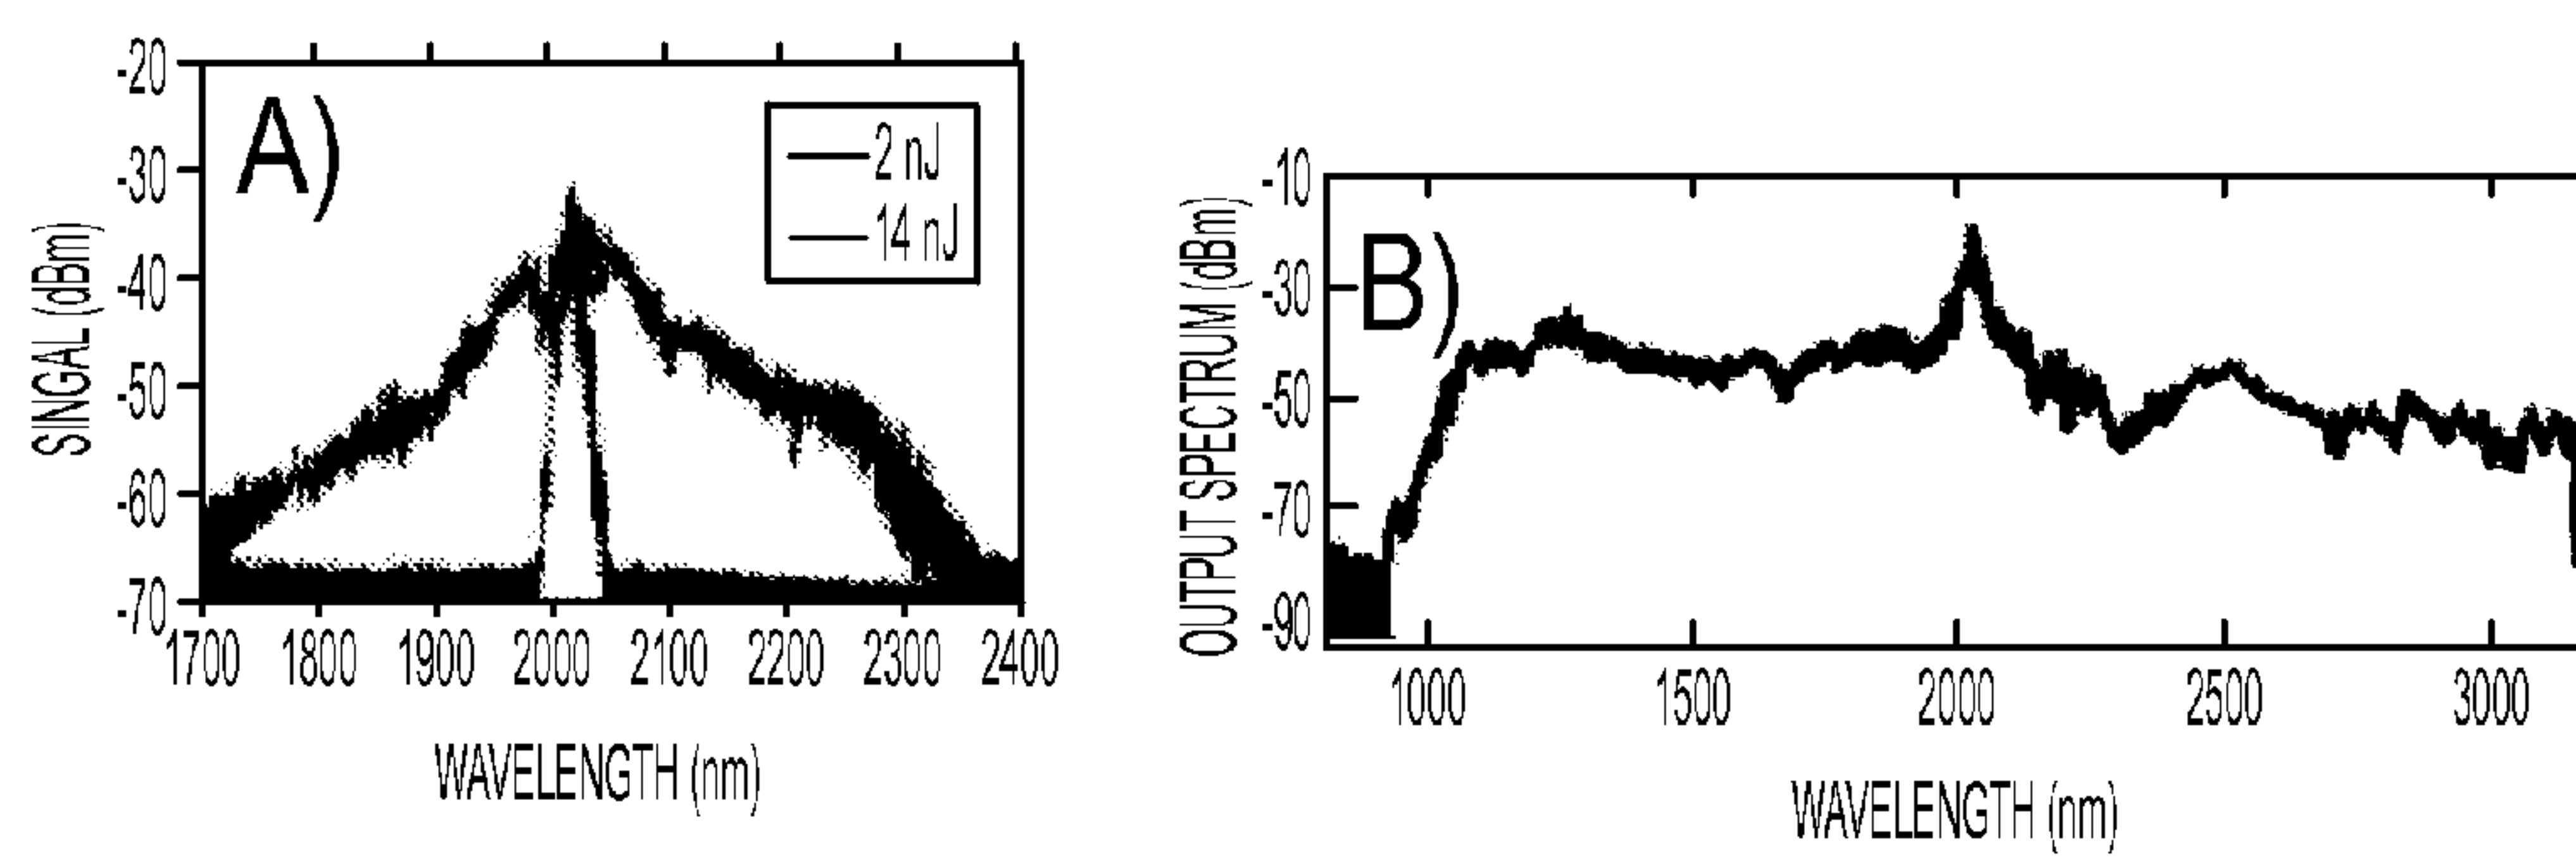 A)
SINGAL (dBm)
-20
-30
-40
-50
-60
-70
2 nJ
14 nJ
1700 1800 1900 2000 2100 2200 2300 2400
WAVELENGTH (nm)
B)
OUTPUT SPECTRUM (dBm)
-10
-30
-50
-70
-90
1000 1500 2000 2500 3000
WAVELENGTH (nm)